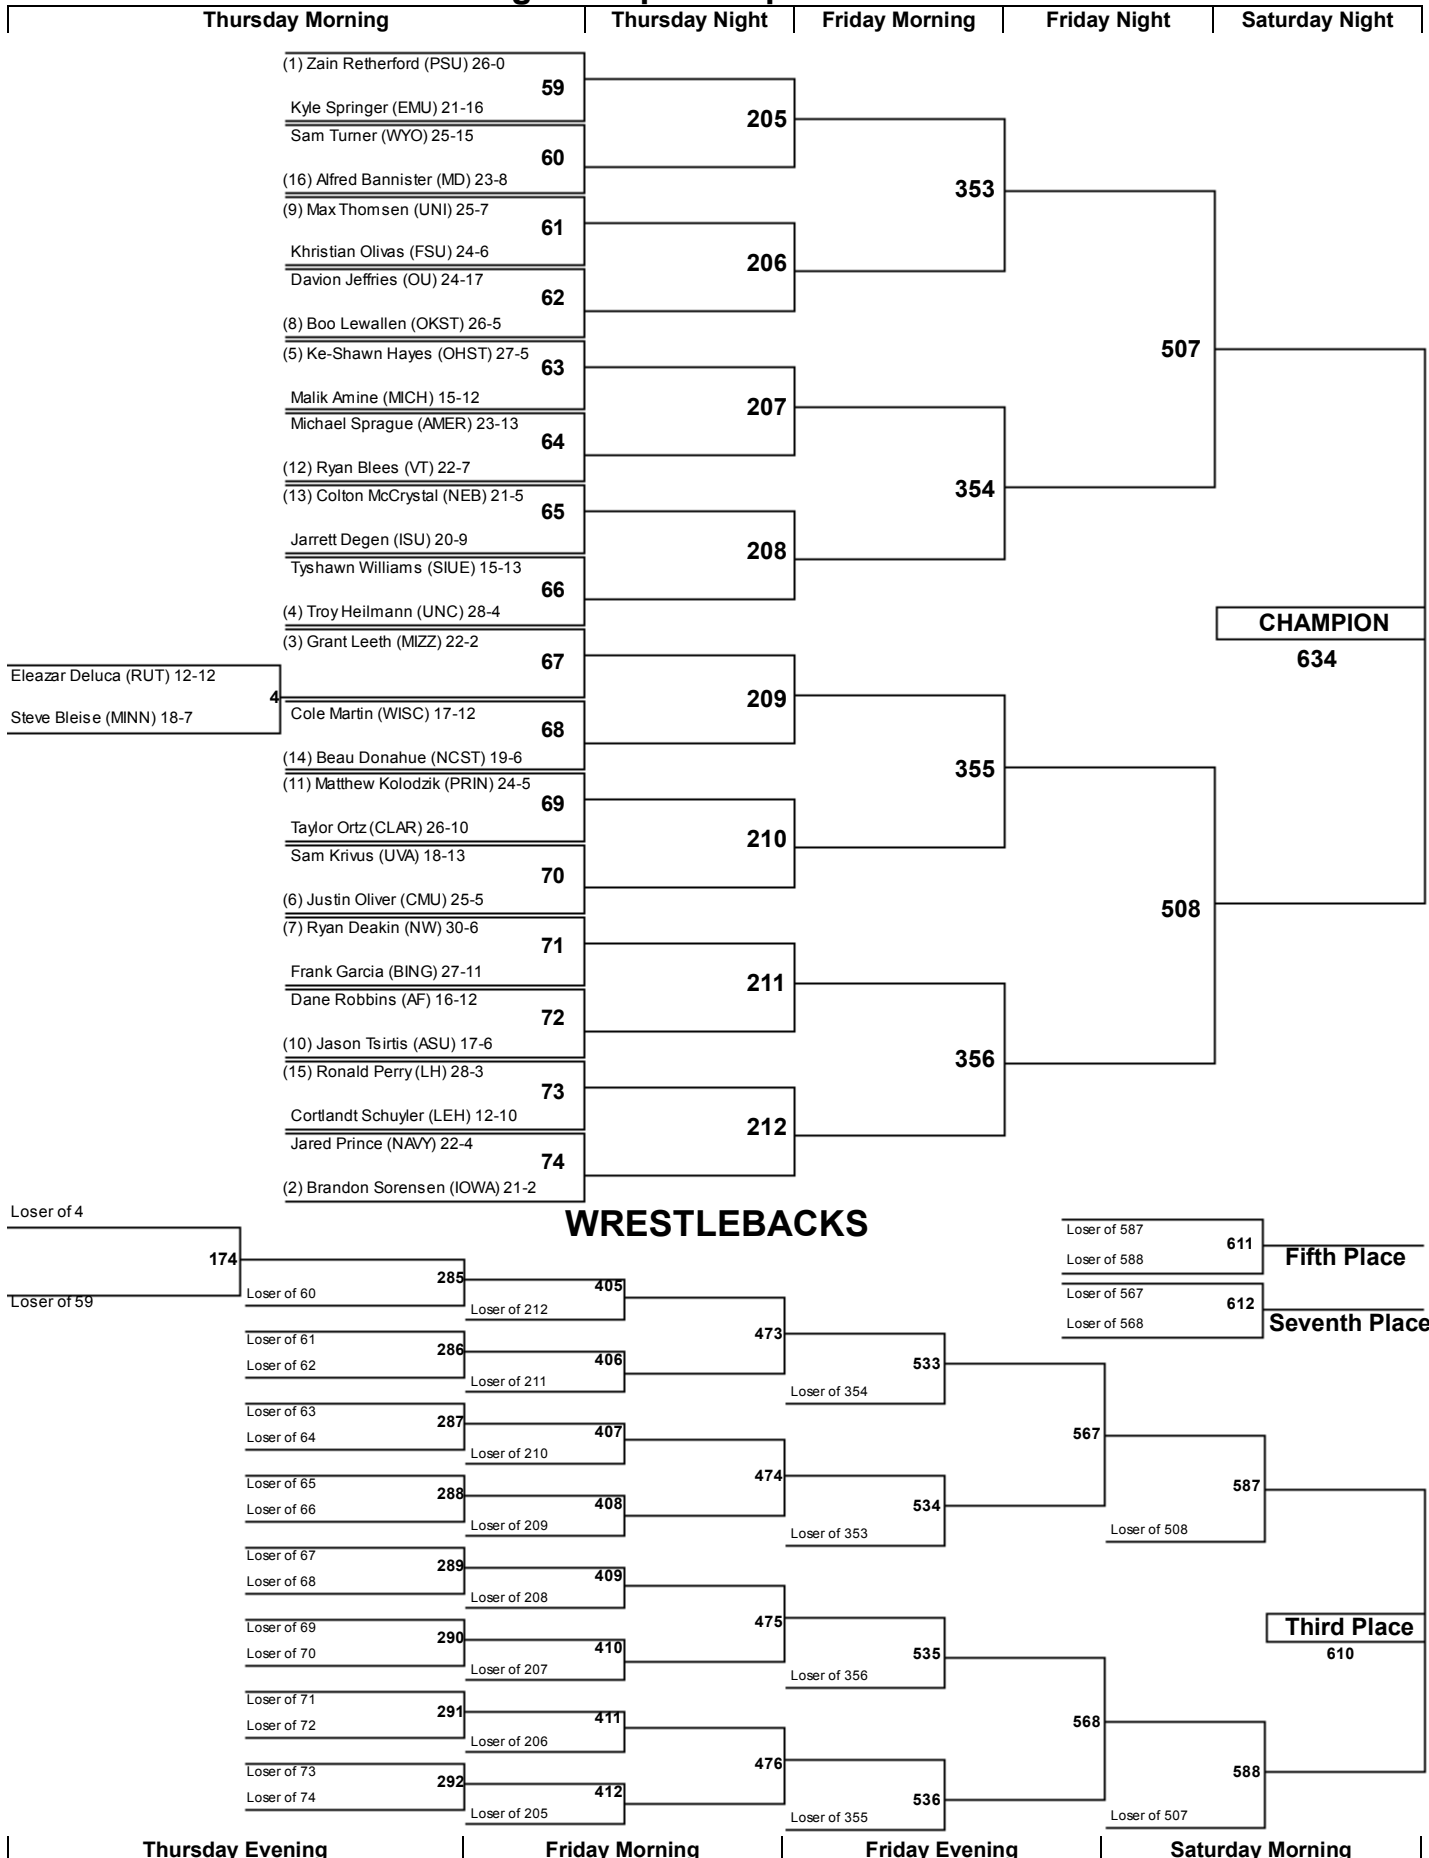 Thursday Morning Thursday Night Friday Morning Friday Night Saturday Night
(1) Zain Retherford (PSU) 26-0
59
Kyle Springer (EMU) 21-16
205
Sam Turner (WYO) 25-15
60
(16) Alfred Bannister (MD) 23-8
353
(9) Max Thomsen (UNI) 25-7
61
Khristian Olivas (FSU) 24-6
206
Davion Jeffries (OU) 24-17
62
(8) Boo Lewallen (OKST) 26-5
507
(5) Ke-Shawn Hayes (OHST) 27-5
63
Malik Amine (MICH) 15-12
207
Michael Sprague (AMER) 23-13
64
(12) Ryan Blees (VT) 22-7
354
(13) Colton McCrystal (NEB) 21-5
65
Jarrett Degen (ISU) 20-9
208
Tyshawn Williams (SIUE) 15-13
66
(4) Troy Heilmann (UNC) 28-4
CHAMPION
634
(3) Grant Leeth (MIZZ) 22-2
67
Eleazar Deluca (RUT) 12-12
4
Steve Bleise (MINN) 18-7
209
Cole Martin (WISC) 17-12
68
(14) Beau Donahue (NCST) 19-6
355
(11) Matthew Kolodzik (PRIN) 24-5
69
Taylor Ortz (CLAR) 26-10
210
Sam Krivus (UVA) 18-13
70
(6) Justin Oliver (CMU) 25-5
508
(7) Ryan Deakin (NW) 30-6
71
Frank Garcia (BING) 27-11
211
Dane Robbins (AF) 16-12
72
(10) Jason Tsirtis (ASU) 17-6
356
(15) Ronald Perry (LH) 28-3
73
Cortlandt Schuyler (LEH) 12-10
212
Jared Prince (NAVY) 22-4
74
(2) Brandon Sorensen (IOWA) 21-2
WRESTLEBACKS
Loser of 4
174
Loser of 59
Loser of 60
285
Loser of 212
405
Loser of 61
286
Loser of 62
Loser of 211
406
473
Loser of 354
533
Loser of 63
287
Loser of 64
Loser of 210
407
Loser of 65
288
Loser of 66
Loser of 209
408
474
Loser of 353
534
567
Loser of 508
587
Loser of 67
289
Loser of 68
Loser of 208
409
Loser of 69
290
Loser of 70
Loser of 207
410
475
Loser of 356
535
Loser of 71
291
Loser of 72
Loser of 206
411
Loser of 73
292
Loser of 74
Loser of 205
412
476
Loser of 355
536
568
Loser of 507
588
Loser of 587
611
Loser of 588
Fifth Place
Loser of 567
612
Loser of 568
Seventh Place
Third Place
610
Thursday Evening Friday Morning Friday Evening Saturday Morning